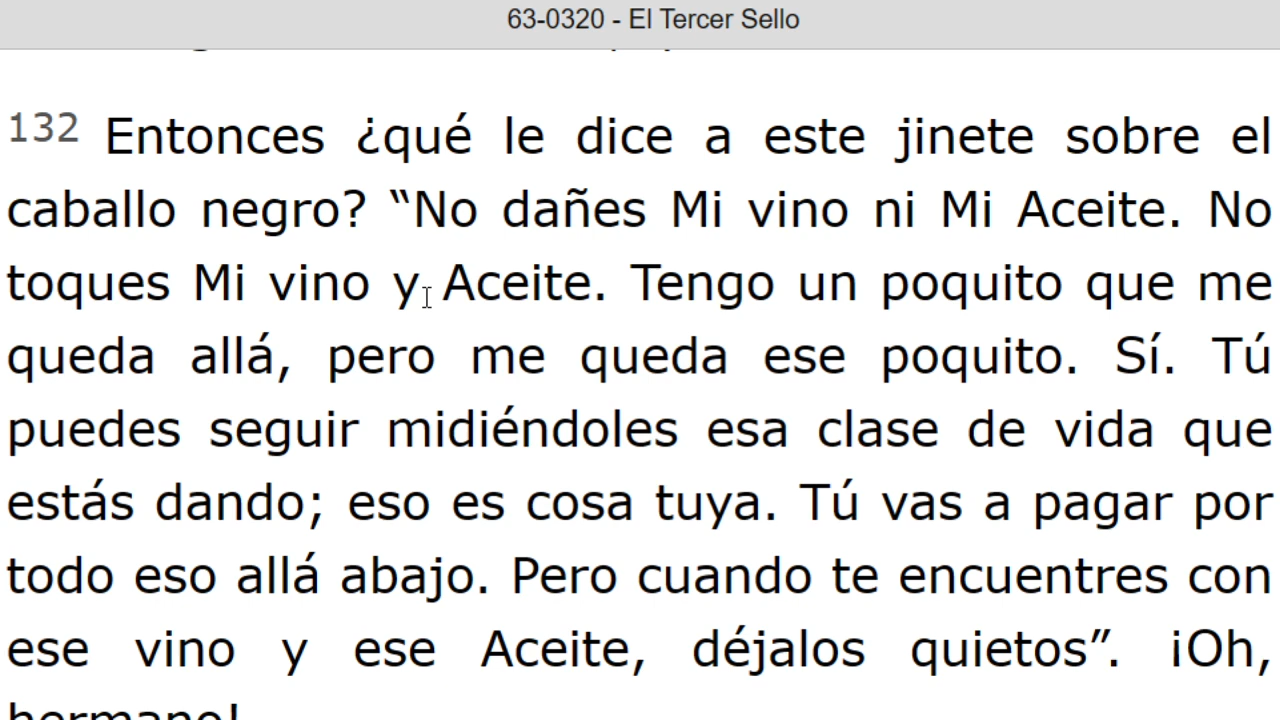 63-0320 - El Tercer Sello
132 Entonces ¿qué le dice a este jinete sobre el
caballo negro? “No dañes Mi vino ni Mi Aceite. No
toques Mi vino y Aceite. Tengo un poquito que me
queda allá, pero me queda ese poquito. Sí. Tú
puedes seguir midiéndoles esa clase de vida que
estás dando; eso es cosa tuya. Tú vas a pagar por
todo eso allá abajo. Pero cuando te encuentres con
ese vino y ese Aceite, déjalos quietos”. ¡Oh,
hermano!